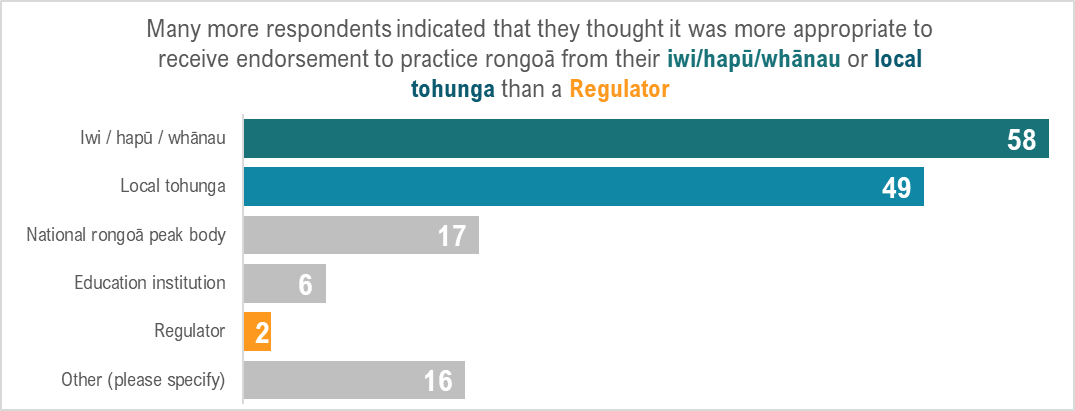 Many more respondents indicated that they thought it was more appropriate to
receive endorsement to practice rongoā from their iwi/hapū/whānau or local
tohunga than a Regulator
Iwi / hapū / whānau
58
Local tohunga
49
National rongoā peak body
17
Education institution
6
Regulator
2
Other (please specify)
16